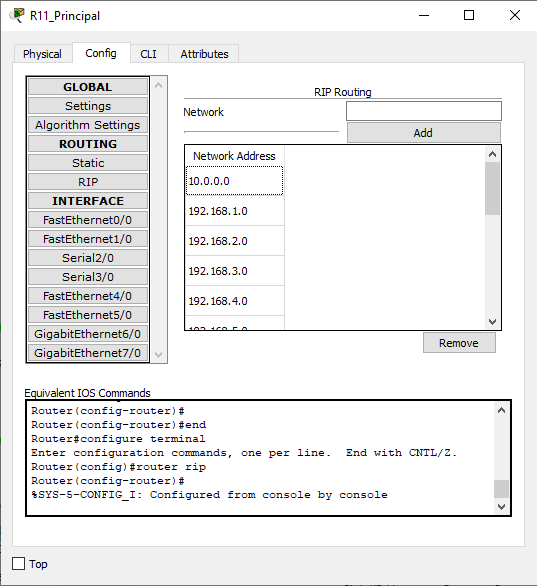 R11_Principal
Physical Config CLI Attributes
GLOBAL
Settings
Algorithm Settings
ROUTING
Static
RIP
INTERFACE
FastEthernet0/0
FastEthernet1/0
Serial2/0
Serial3/0
FastEthernet4/0
FastEthernet5/0
GigabitEthernet6/0
GigabitEthernet7/0
RIP Routing
Network
Add
Network Address
10.0.0.0
192.168.1.0
192.168.2.0
192.168.3.0
192.168.4.0
192.168.5.0
Remove
Equivalent IOS Commands
Router(config-router)#
Router(config-router)#end
Router#configure terminal
Enter configuration commands, one per line.  End with CNTL/Z.
Router(config)#router rip
Router(config-router)#
%SYS-5-CONFIG_I: Configured from console by console
Top